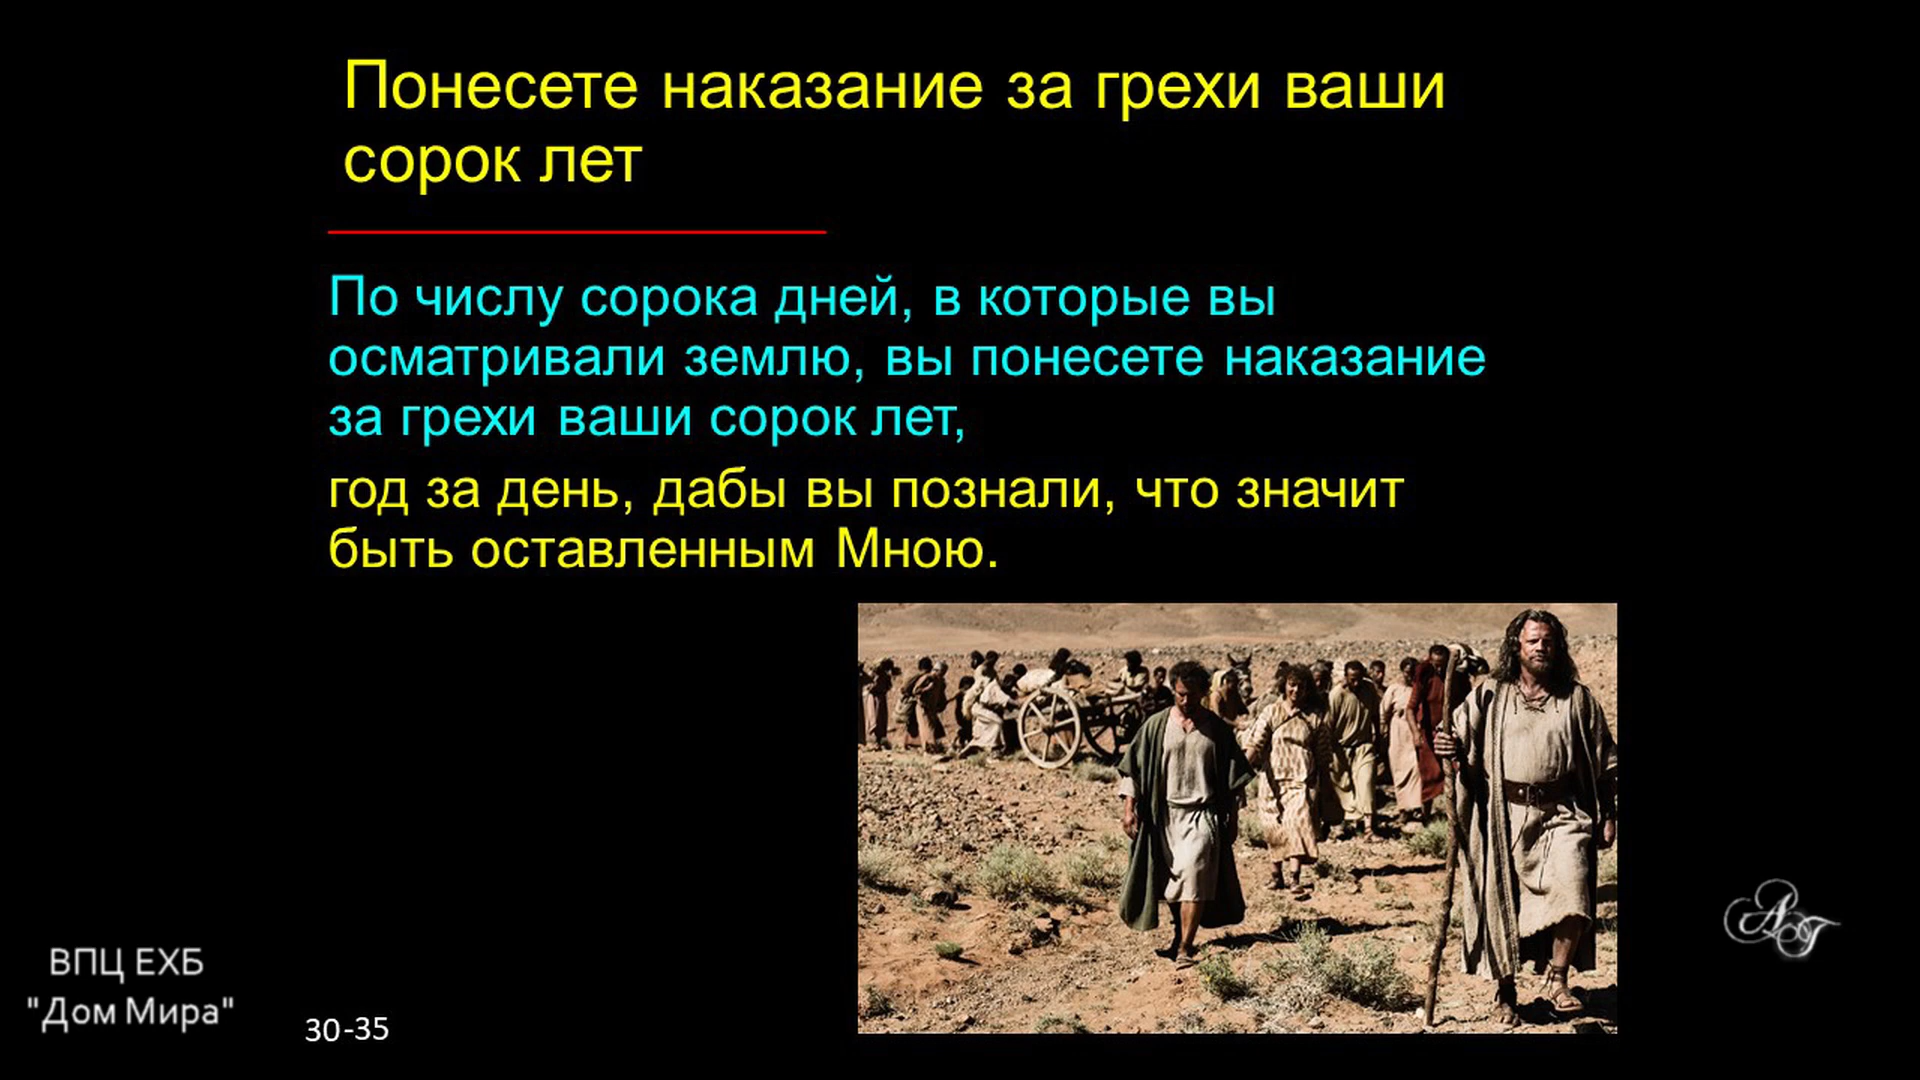 Понесете наказание за грехи ваши
сорок лет
По числу сорока дней, в которые вы
осматривали землю, вы понесете наказание
за грехи ваши сорок лет,
год за день, дабы вы познали, что значит
быть оставленным Мною.
ВПЦ ЕХБ
"Дом Мира"
30-35
АГ